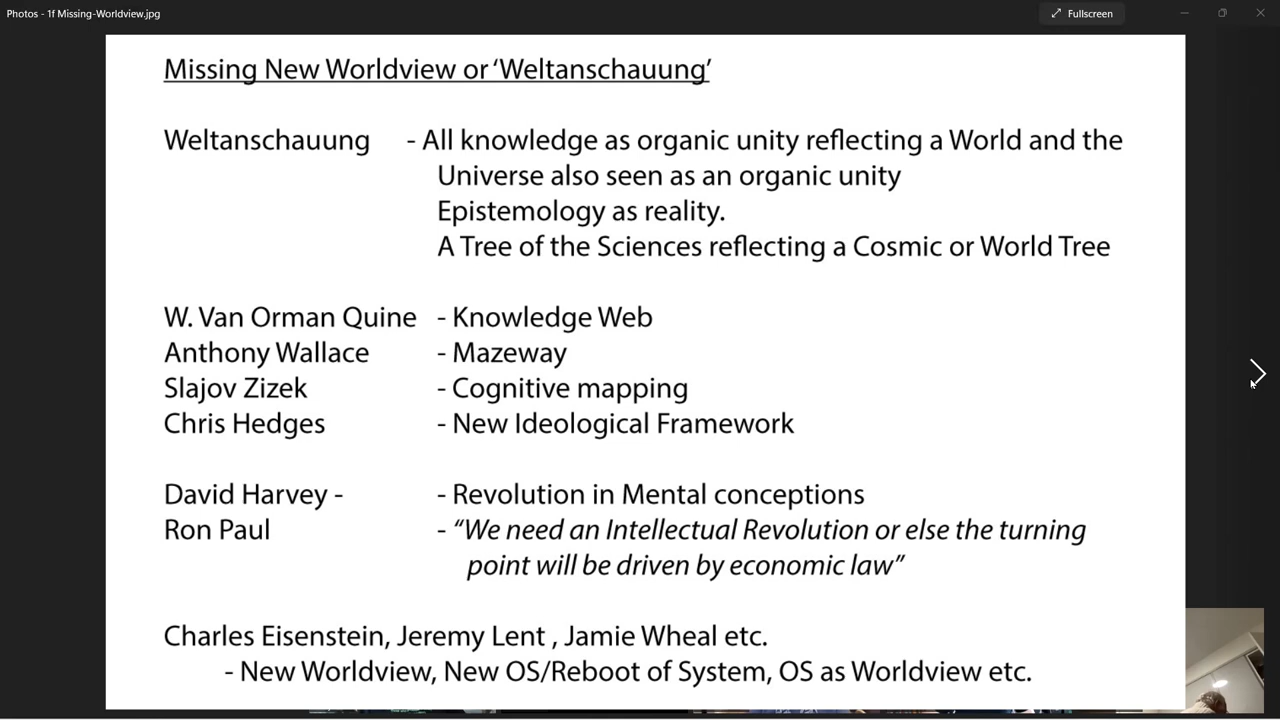 Photos - 1f Missing-Worldview.jpg
Fullscreen
Missing New Worldview or ‘Weltanschauung’
Weltanschauung - All knowledge as organic unity reflecting a World and the
Universe also seen as an organic unity
Epistemology as reality.
A Tree of the Sciences reflecting a Cosmic or World Tree
W. Van Orman Quine - Knowledge Web
Anthony Wallace - Mazeway
Slajov Zizek - Cognitive mapping
Chris Hedges - New Ideological Framework
David Harvey - - Revolution in Mental conceptions
Ron Paul - “We need an Intellectual Revolution or else the turning
point will be driven by economic law”
Charles Eisenstein, Jeremy Lent , Jamie Wheal etc.
- New Worldview, New OS/Reboot of System, OS as Worldview etc.